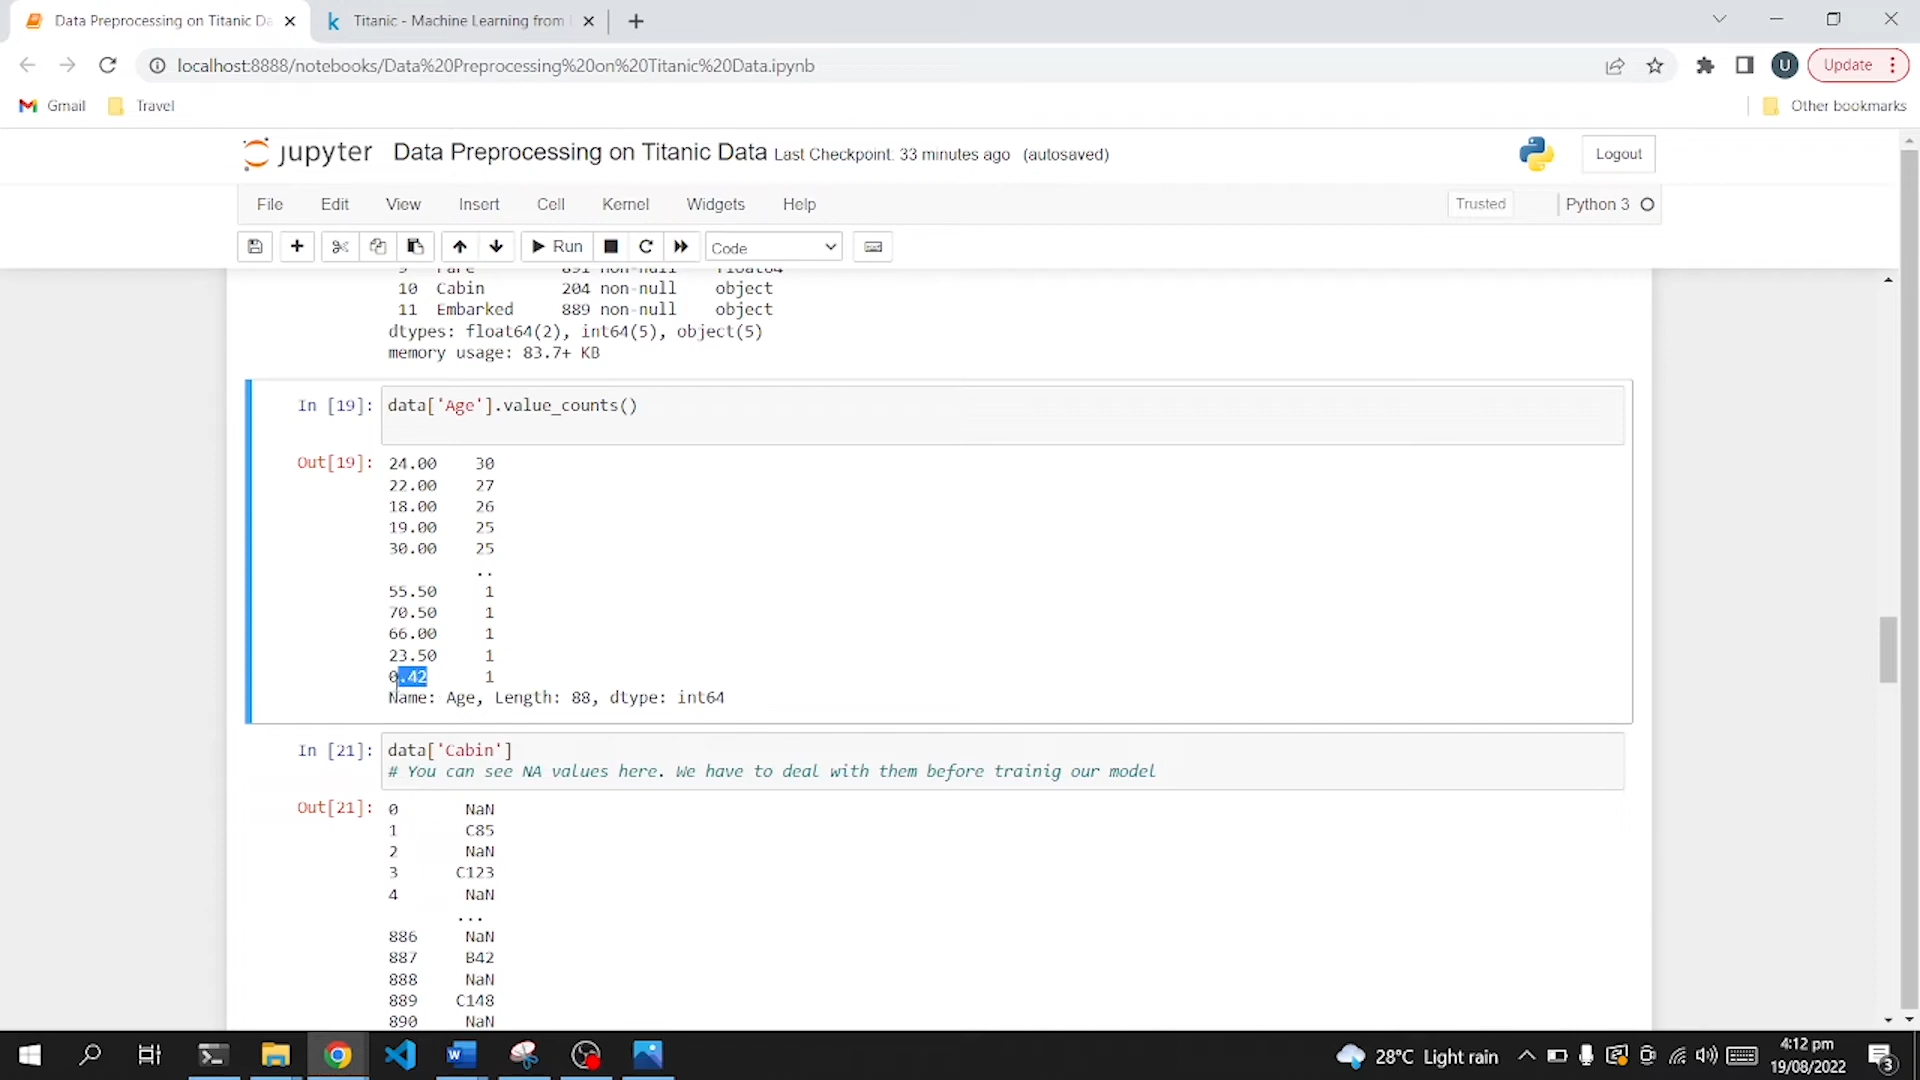 Data Preprocessing on Titanic Da
Titanic - Machine Learning from
localhost:8888/notebooks/Data%20Preprocessing%20on%20Titanic%20Data.ipynb
U
Update
Gmail
Travel
Other bookmarks
jupyter
Data Preprocessing on Titanic Data Last Checkpoint: 33 minutes ago (autosaved)
Logout
File Edit View Insert Cell Kernel Widgets Help
Trusted
Python 3
Run
Code
9 Fare 891 non-null float64
10 Cabin 204 non-null object
11 Embarked 889 non-null object
dtypes: float64(2), int64(5), object(5)
memory usage: 83.7+ KB
In [19]: data['Age'].value_counts()
Out[19]: 24.00 30
22.00 27
18.00 26
19.00 25
30.00 25
..
55.50 1
70.50 1
66.00 1
23.50 1
0.42 1
Name: Age, Length: 88, dtype: int64
In [21]: data['Cabin']
# You can see NA values here. We have to deal with them before trainig our model
Out[21]: 0 NaN
1 C85
2 NaN
3 C123
4 NaN
...
886 NaN
887 B42
888 NaN
889 C148
890 NaN
28°C Light rain
4:12 pm
19/08/2022
3